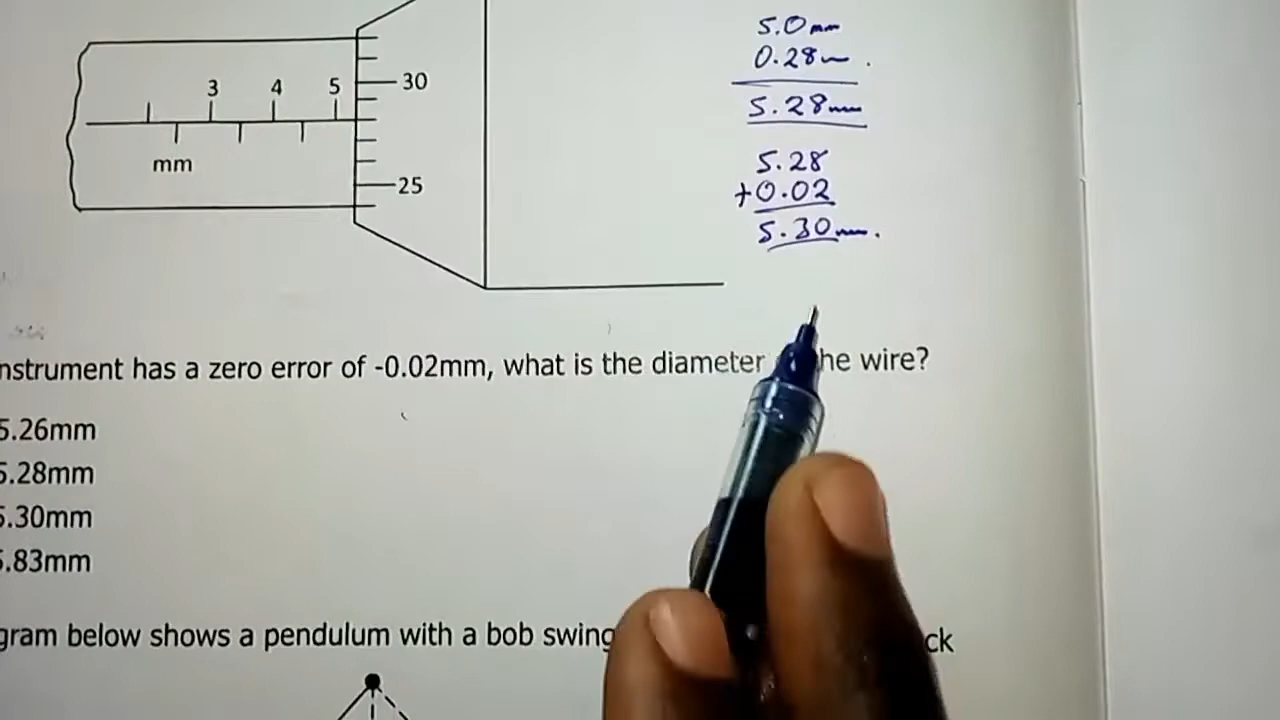 3 4 5
mm
30
25
5.0mm
0.28m .
5.28mm
5.28
+0.02
5.30mm.
nstrument has a zero error of -0.02mm, what is the diameter he wire?
5.26mm
5.28mm
5.30mm
5.83mm
gram below shows a pendulum with a bob swing ck